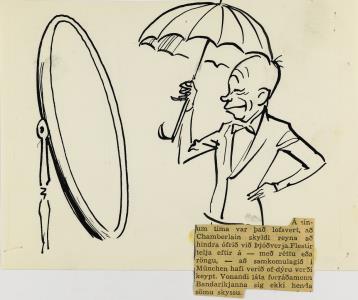 Á sín-
um tíma var það lofsvert, að
Chamberlain skyldi reyna að
hindra ófrið við Þjóðverja. Flestir
telja eftir á — með réttu eða
röngu, — að samkomulagið í
München hafi verið of-dýru verði
keypt. Vonandi láta forráðamenn
Bandaríkjanna sig ekki henda
sömu skyssu.